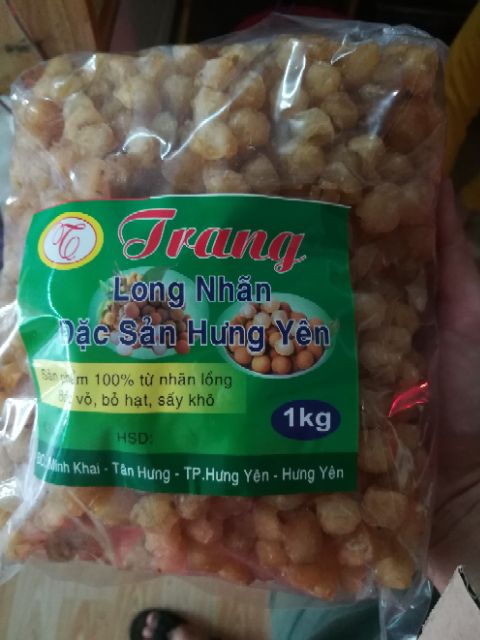 T
Trang
Long Nhãn
Đặc Sản Hưng Yên
Sản phẩm 100% từ nhãn lồng
vỏ, bỏ hạt, sấy khô
1kg
HSD:
ĐC: Minh Khai - Tân Hưng - TP.Hưng Yên - Hưng Yên